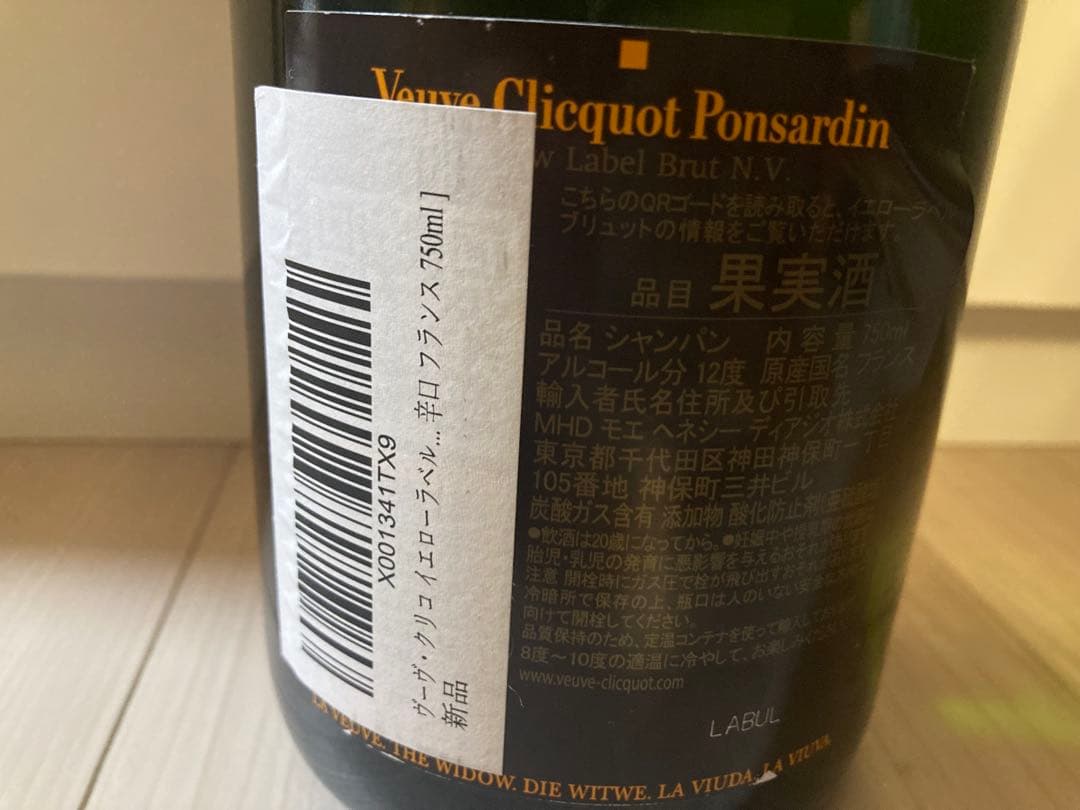 Veuve Clicquot Ponsardin
Label Brut N.V.
こちらのQRコードを読み取ると、イエローラベル
ブリュットの情報をご覧いただけます。
品目 果実酒
品名 シャンパン 内容量 750ml
アルコール分 12度 原産国名 フランス
輸入者氏名住所及び引取先
MHD モエ ヘネシー ディアジオ株式会社
東京都千代田区神田神保町一丁目
105番地 神保町三井ビル
炭酸ガス含有 添加物 酸化防止剤
●飲酒は20歳になってから。●妊娠中や
胎児・乳児の発育に悪影響を与えるおそ
注意 開栓時にガス圧で栓が飛び出すおそ
冷暗所で保存の上、瓶口は人のいない安全
向けて開栓してください。
品質保持のため、定温コンテナを使って輸入して
8度～10度の適温に冷やして、お楽しみください
www.veuve-clicquot.com
LABUL
LA VEUVE. THE WIDOW. DIE WITWE. LA VIUDA. LA VIUVA.
X001341TX9
ヴーヴ・クリコ イエローラベル... 辛口 フランス 750ml ]
新品